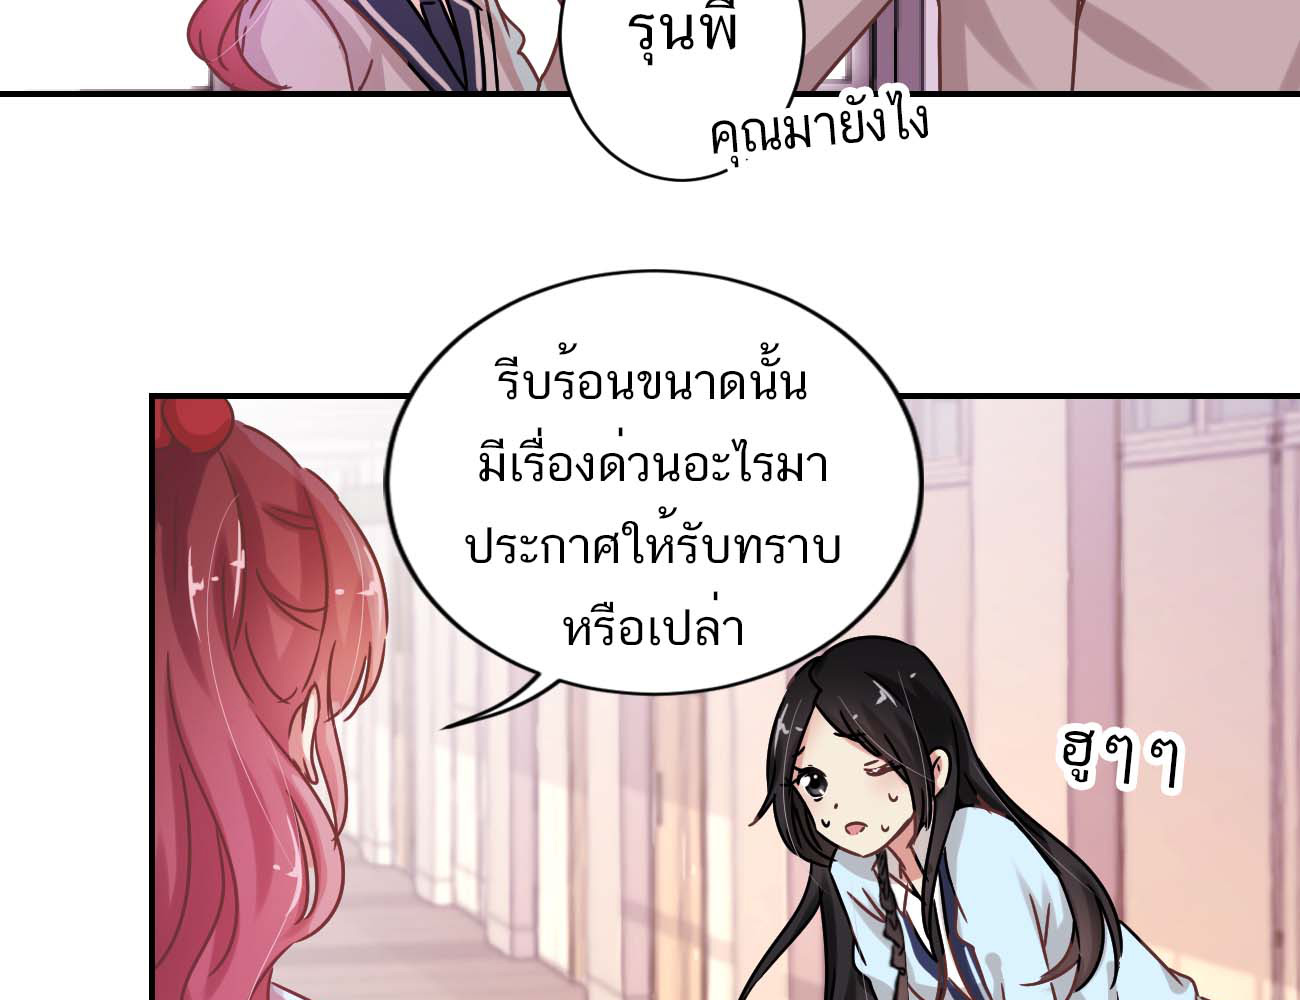 รุ่นพี่
คุณมายังไง
รีบร้อนขนาดนั้น
มีเรื่องด่วนอะไรมา
ประกาศให้รับทราบ
หรือเปล่า
ฮูๆๆ